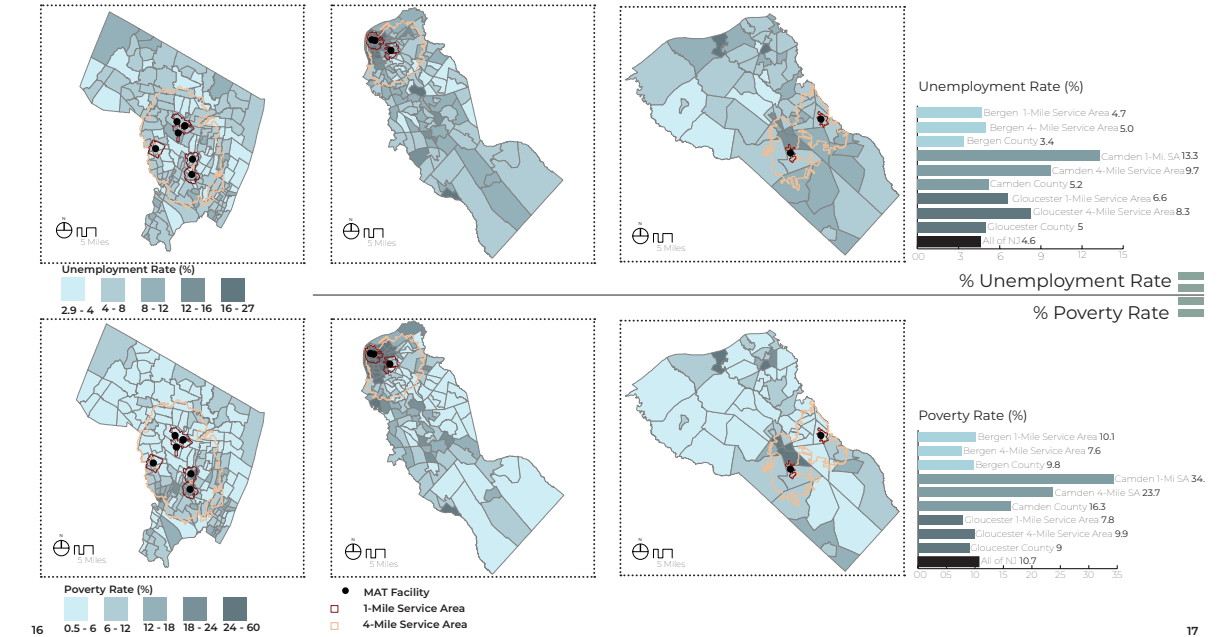 N
5 Miles
N
5 Miles
N
5 Miles
Unemployment Rate (%)
Bergen 1-Mile Service Area 4.7
Bergen 4- Mile Service Area 5.0
Bergen County 3.4
Camden 1-Mi. SA 13.3
Camden 4-Mile Service Area 9.7
Camden County 5.2
Gloucester 1-Mile Service Area 6.6
Gloucester 4-Mile Service Area 8.3
Gloucester County 5
All of NJ 4.6
00 3 6 9 12 15
Unemployment Rate (%)
2.9 - 4 4 - 8 8 - 12 12 - 16 16 - 27
% Unemployment Rate
% Poverty Rate
N
5 Miles
N
5 Miles
N
5 Miles
Poverty Rate (%)
Bergen 1-Mile Service Area 10.1
Bergen 4-Mile Service Area 7.6
Bergen County 9.8
Camden 1-Mi SA 34.
Camden 4-Mile SA 23.7
Camden County 16.3
Gloucester 1-Mile Service Area 7.8
Gloucester 4-Mile Service Area 9.9
Gloucester County 9
All of NJ 10.7
00 05 10 15 20 25 30 35
Poverty Rate (%)
0.5 - 6 6 - 12 12 - 18 18 - 24 24 - 60
MAT Facility
1-Mile Service Area
4-Mile Service Area
16
17